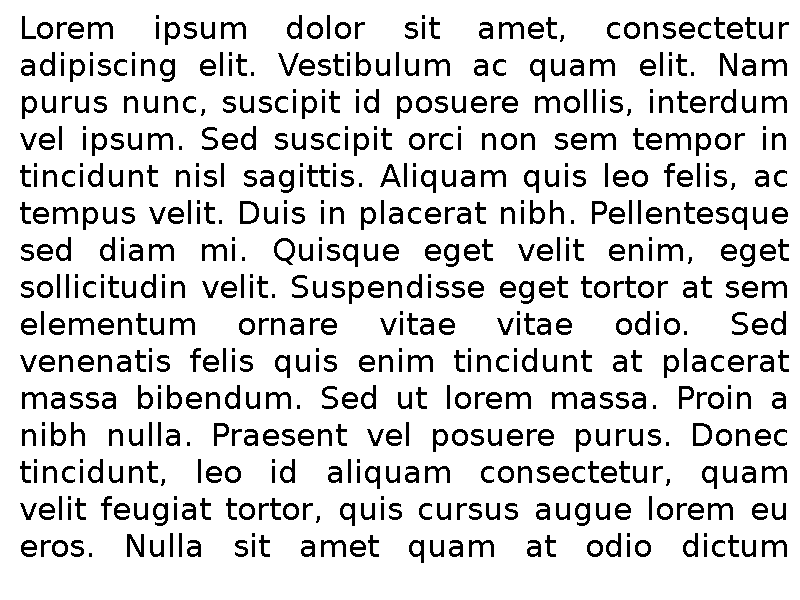 Lorem ipsum dolor sit amet, consectetur
adipiscing elit. Vestibulum ac quam elit. Nam
purus nunc, suscipit id posuere mollis, interdum
vel ipsum. Sed suscipit orci non sem tempor in
tincidunt nisl sagittis. Aliquam quis leo felis, ac
tempus velit. Duis in placerat nibh. Pellentesque
sed diam mi. Quisque eget velit enim, eget
sollicitudin velit. Suspendisse eget tortor at sem
elementum ornare vitae vitae odio. Sed
venenatis felis quis enim tincidunt at placerat
massa bibendum. Sed ut lorem massa. Proin a
nibh nulla. Praesent vel posuere purus. Donec
tincidunt, leo id aliquam consectetur, quam
velit feugiat tortor, quis cursus augue lorem eu
eros. Nulla sit amet quam at odio dictum